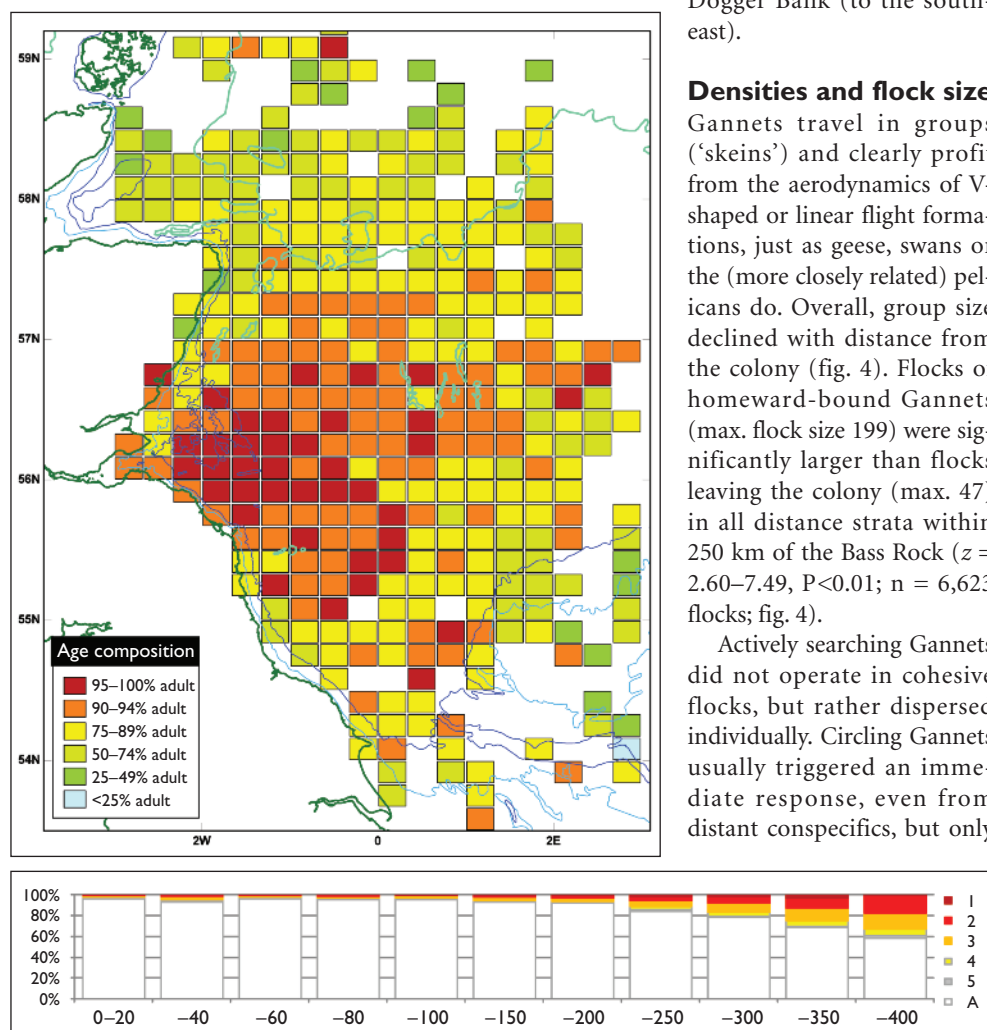 Dogger Bank (to the south-
east).
Densities and flock size
Gannets travel in groups
(‘skeins’) and clearly profit
from the aerodynamics of V-
shaped or linear flight forma-
tions, just as geese, swans or
the (more closely related) pel-
icans do. Overall, group size
declined with distance from
the colony (fig. 4). Flocks of
homeward-bound Gannets
(max. flock size 199) were sig-
nificantly larger than flocks
leaving the colony (max. 47)
in all distance strata within
250 km of the Bass Rock (z =
2.60–7.49, P<0.01; n = 6,623
flocks; fig. 4).
Actively searching Gannets
did not operate in cohesive
flocks, but rather dispersed
individually. Circling Gannets
usually triggered an imme-
diate response, even from
distant conspecifics, but only
59N
58N
57N
56N
55N
54N
2W 0 2E
Age composition
95–100% adult
90–94% adult
75–89% adult
50–74% adult
25–49% adult
<25% adult
100%
80%
60%
40%
20%
0%
0–20 –40 –60 –80 –100 –150 –200 –250 –300 –350 –400
1
2
3
4
5
A